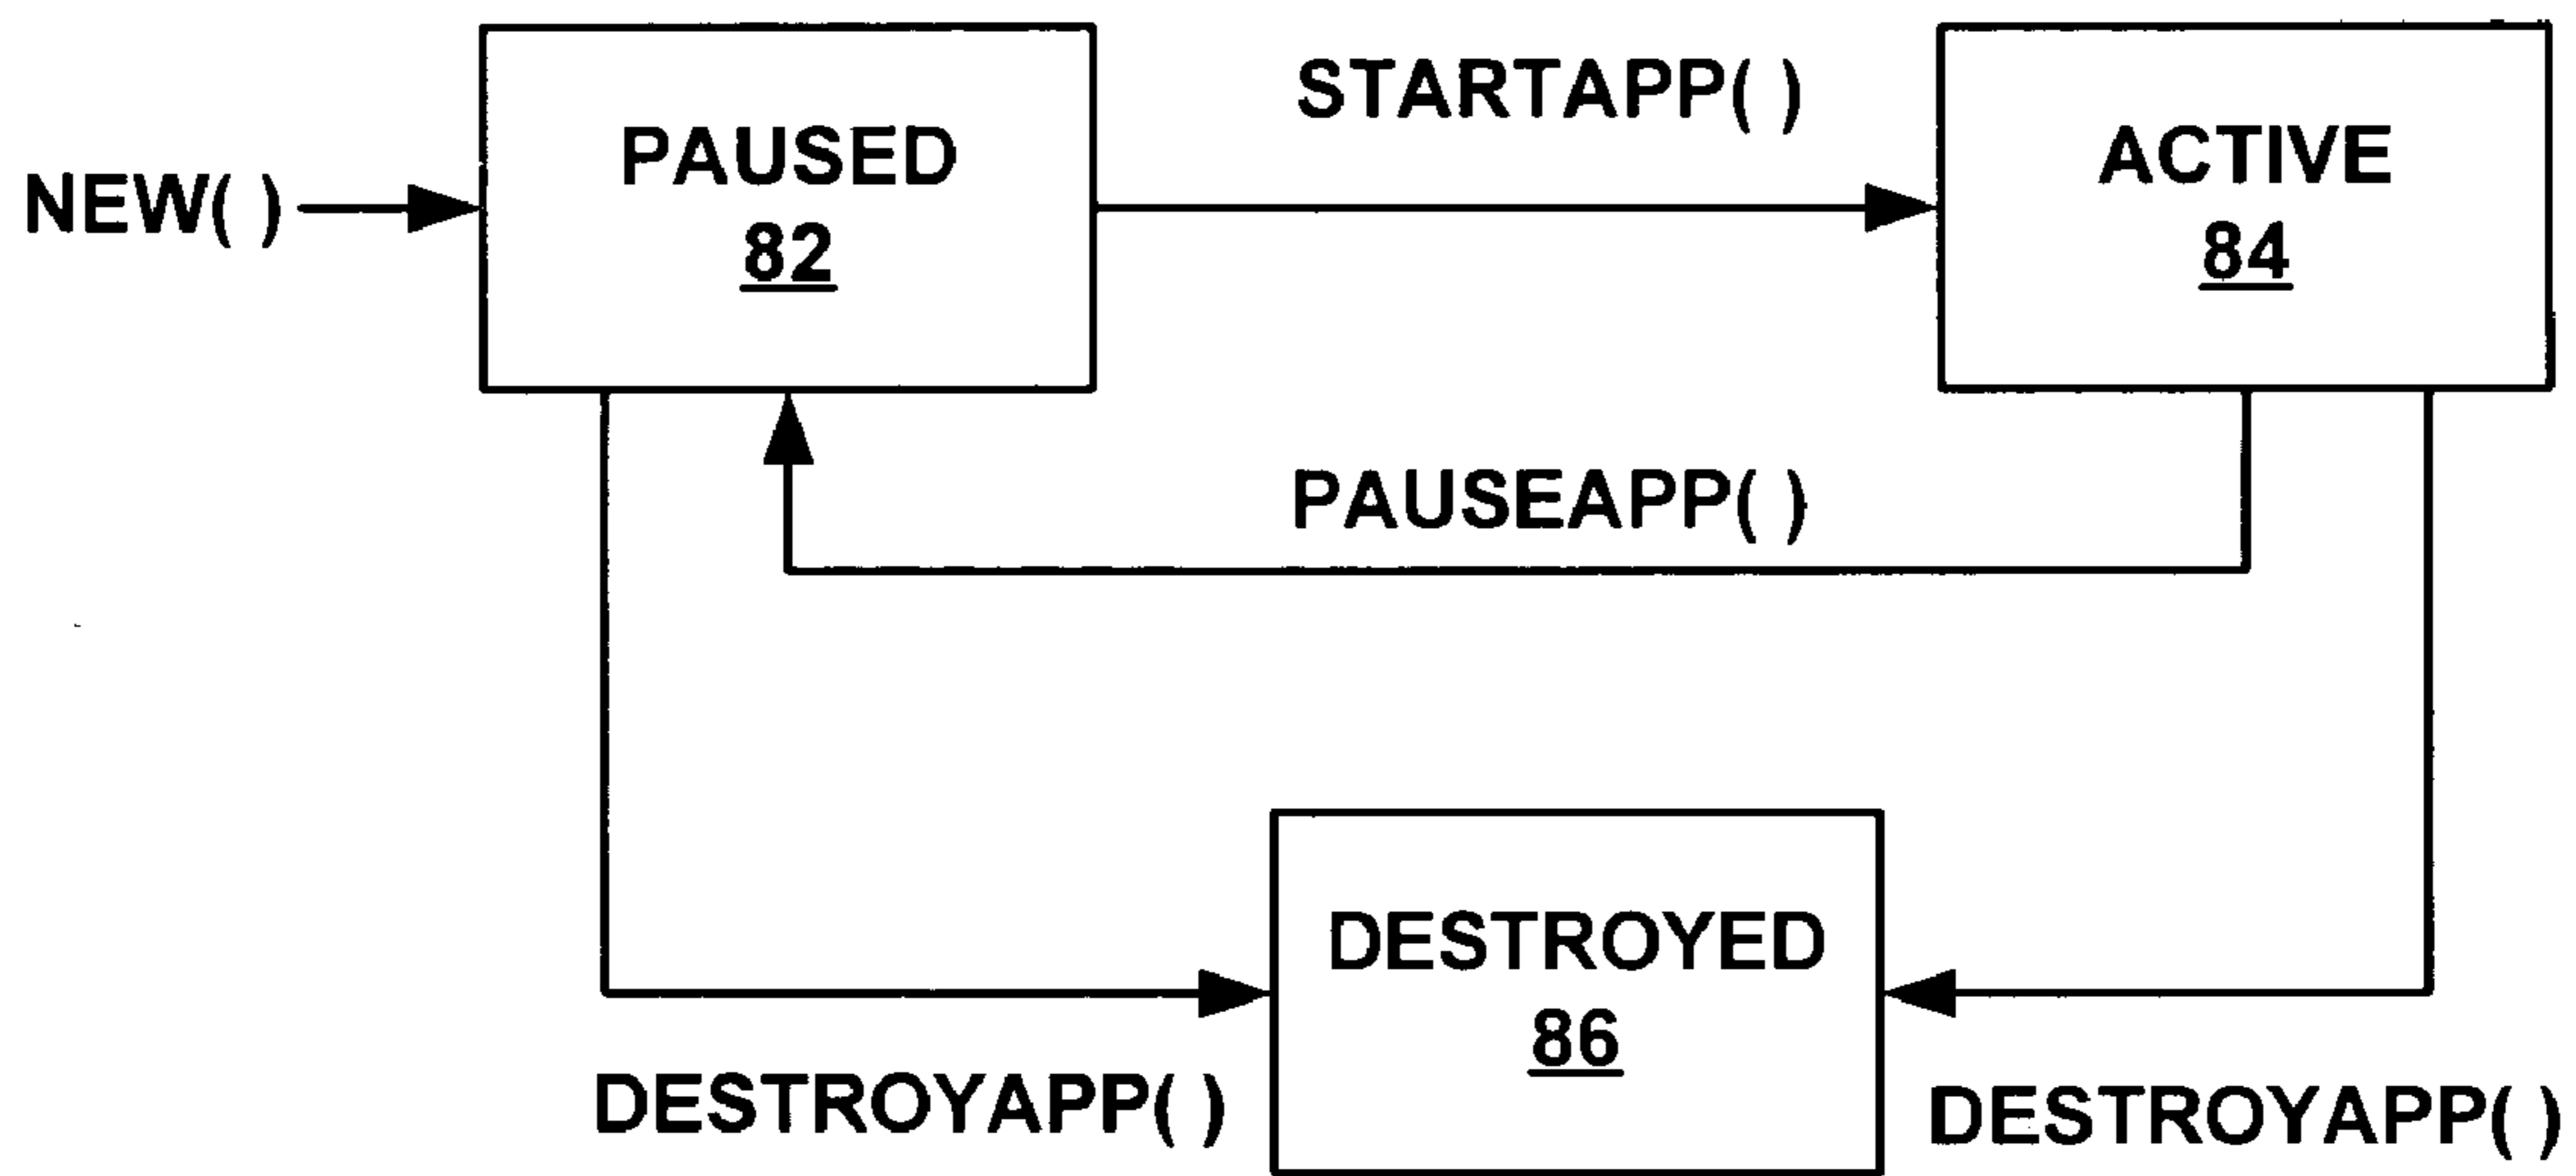 STARTAPP( )
PAUSED
82
ACTIVE
84
NEW( )
PAUSEAPP( )
DESTROYED
86
DESTROYAPP( )
DESTROYAPP( )